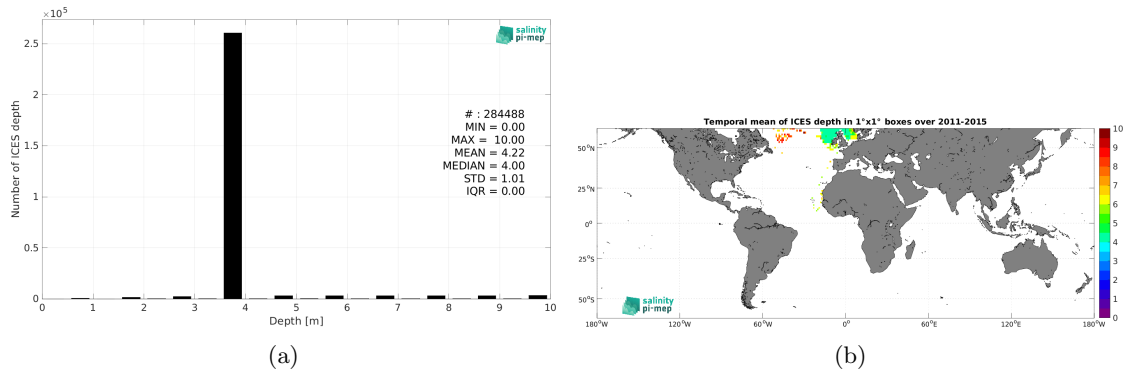 ×10⁵
2.5
2
1.5
1
0.5
0
Number of ICES depth
0 1 2 3 4 5 6 7 8 9 10
Depth [m]
salinity
pi-mep
# : 284488
MIN = 0.00
MAX = 10.00
MEAN = 4.22
MEDIAN = 4.00
STD = 1.01
IQR = 0.00
(a)
Temporal mean of ICES depth in 1°x1° boxes over 2011-2015
50°N
25°N
0°
25°S
50°S
180°W 120°W 60°W 0° 60°E 120°E 180°W
salinity
pi-mep
10
9
8
7
6
5
4
3
2
1
0
(b)